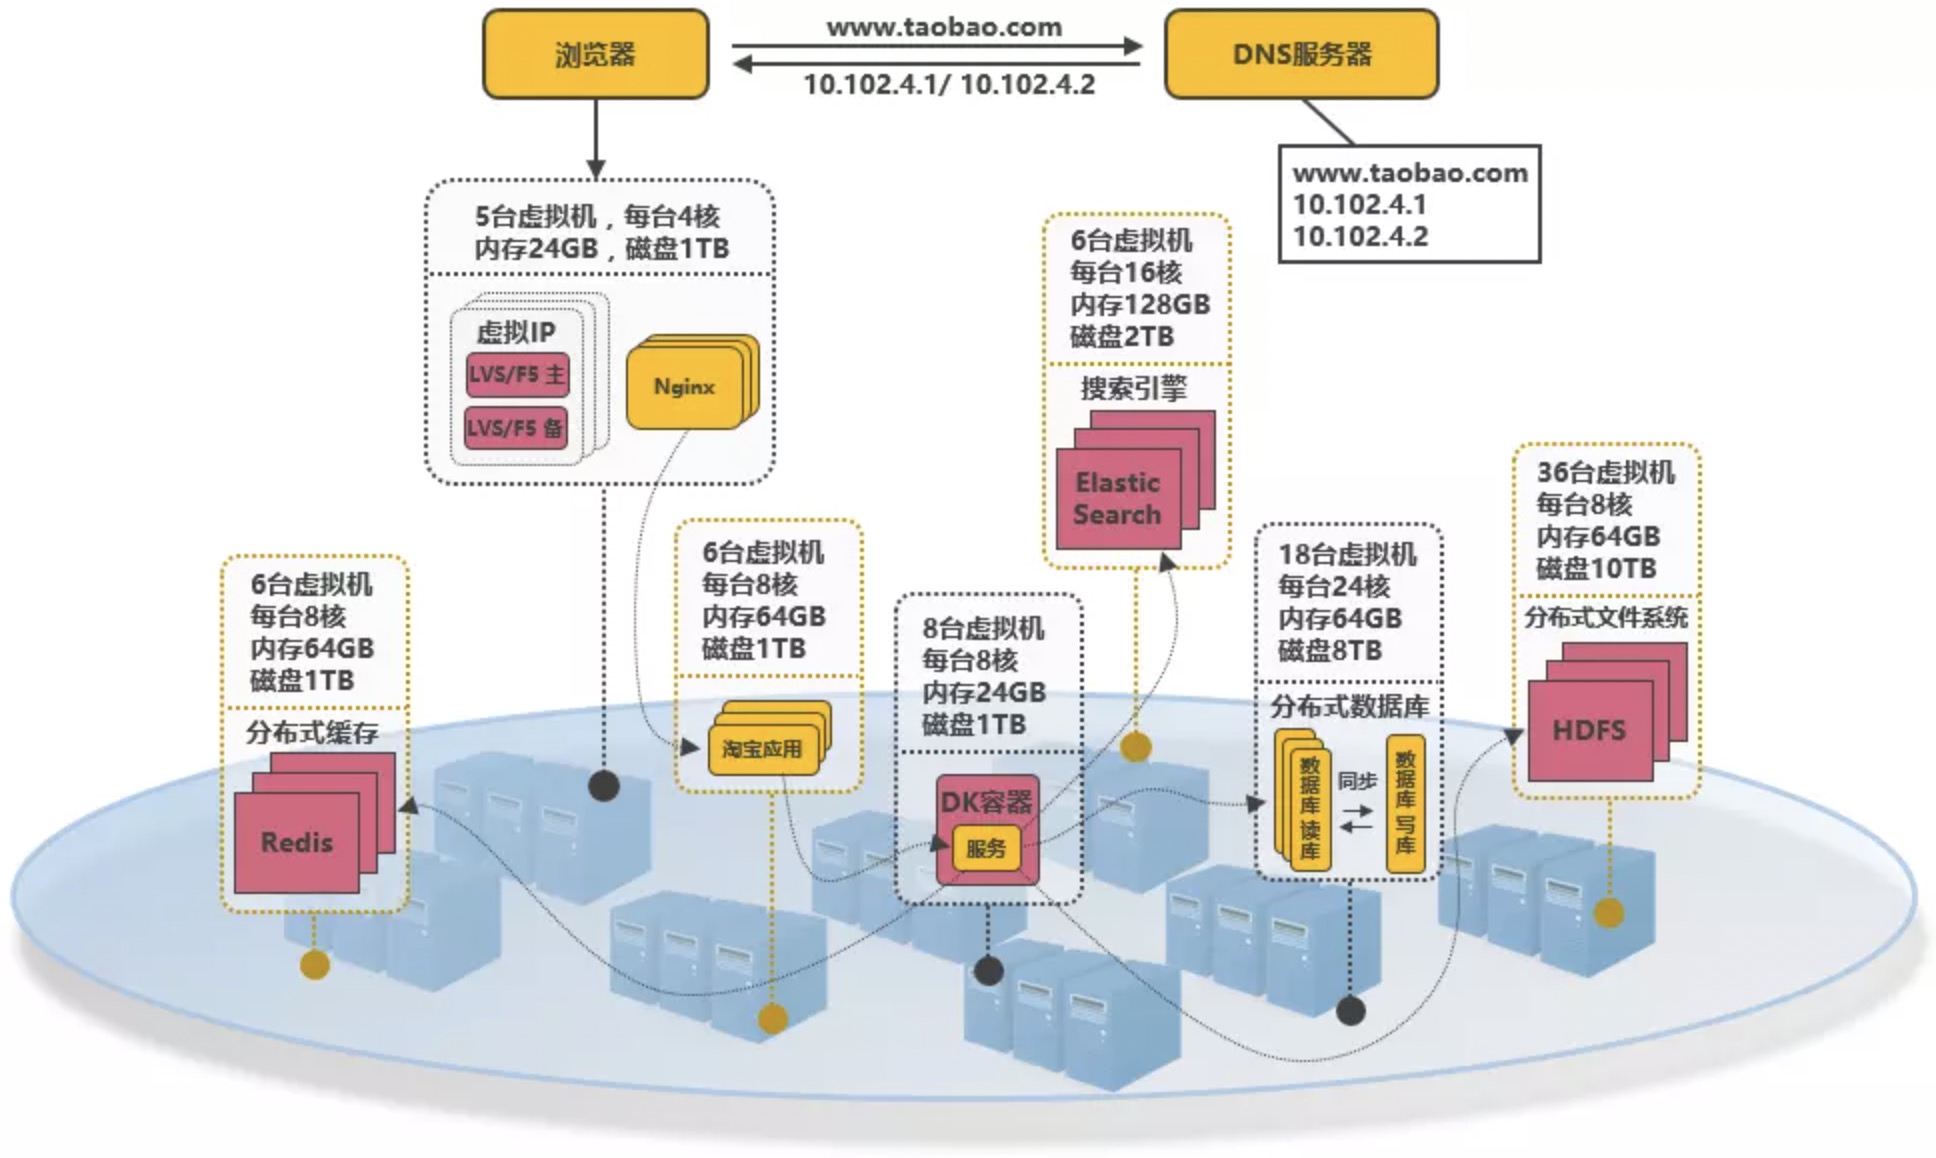 浏览器
www.taobao.com
10.102.4.1/ 10.102.4.2
DNS服务器
www.taobao.com
10.102.4.1
10.102.4.2
5台虚拟机，每台4核
内存24GB，磁盘1TB
虚拟IP
LVS/F5 主
LVS/F5 备
Nginx
6台虚拟机
每台16核
内存128GB
磁盘2TB
搜索引擎
Elastic
Search
36台虚拟机
每台8核
内存64GB
磁盘10TB
分布式文件系统
HDFS
6台虚拟机
每台8核
内存64GB
磁盘1TB
分布式缓存
Redis
6台虚拟机
每台8核
内存64GB
磁盘1TB
淘宝应用
8台虚拟机
每台8核
内存24GB
磁盘1TB
DK容器
服务
18台虚拟机
每台24核
内存64GB
磁盘8TB
分布式数据库
数据库 读库
同步
数据库 写库